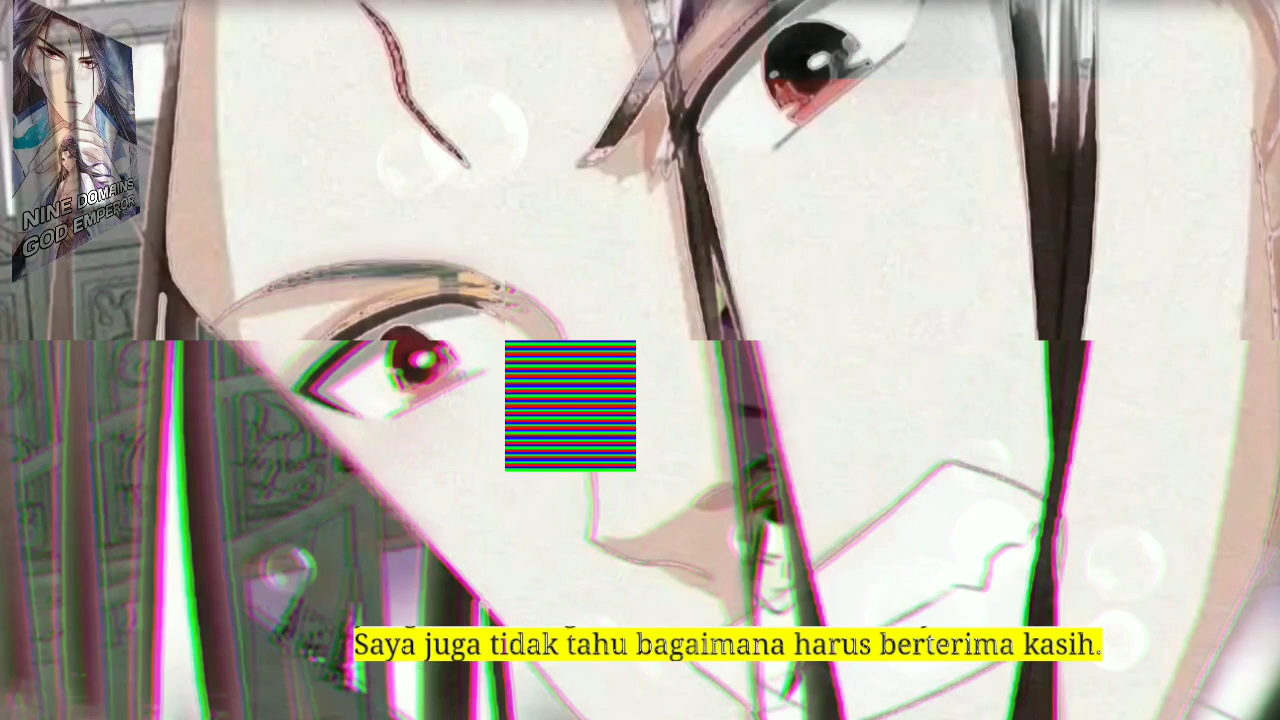 NINE DOMAINS
GOD EMPEROR
Saya juga tidak tahu bagaimana harus berterima kasih.